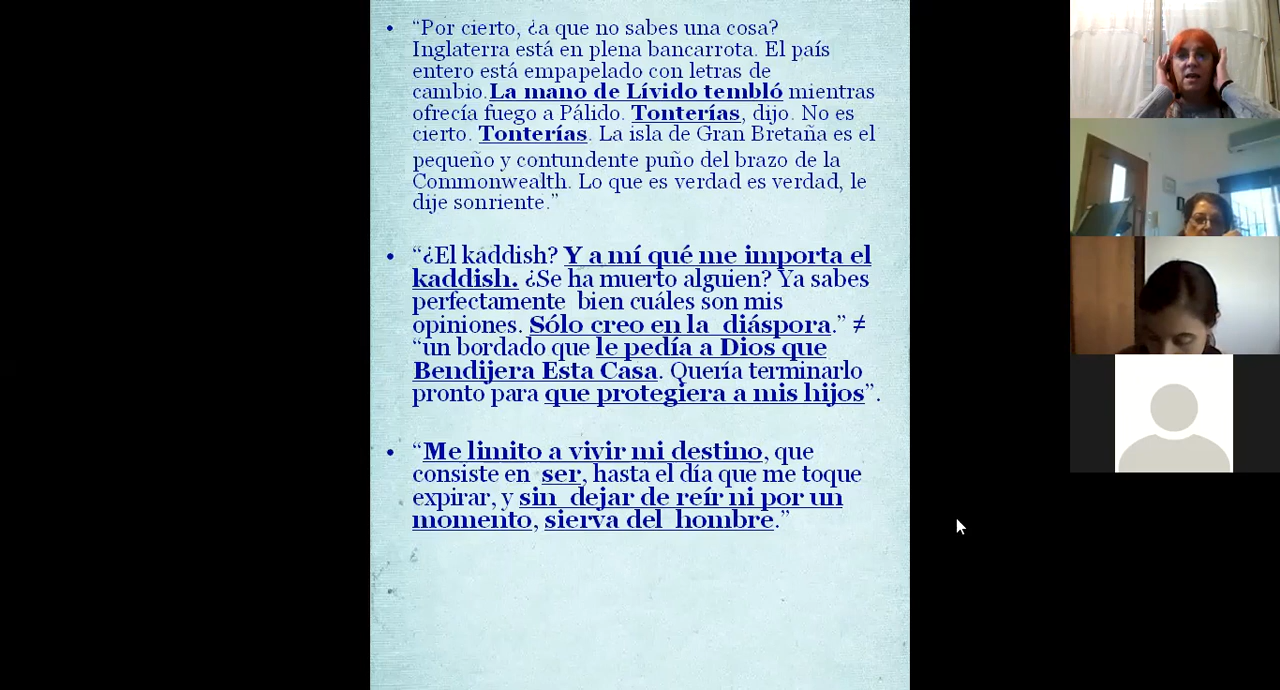 • “Por cierto, ¿a que no sabes una cosa?
Inglaterra está en plena bancarrota. El país
entero está empapelado con letras de
cambio.La mano de Lívido tembló mientras
ofrecía fuego a Pálido. Tonterías, dijo. No es
cierto. Tonterías. La isla de Gran Bretaña es el
pequeño y contundente puño del brazo de la
Commonwealth. Lo que es verdad es verdad, le
dije sonriente.”
• “¿El kaddish? Y a mí qué me importa el
kaddish. ¿Se ha muerto alguien? Ya sabes
perfectamente bien cuáles son mis
opiniones. Sólo creo en la diáspora.” ≠
“un bordado que le pedía a Dios que
Bendijera Esta Casa. Quería terminarlo
pronto para que protegiera a mis hijos”.
• “Me limito a vivir mi destino, que
consiste en ser, hasta el día que me toque
expirar, y sin dejar de reír ni por un
momento, sierva del hombre.”